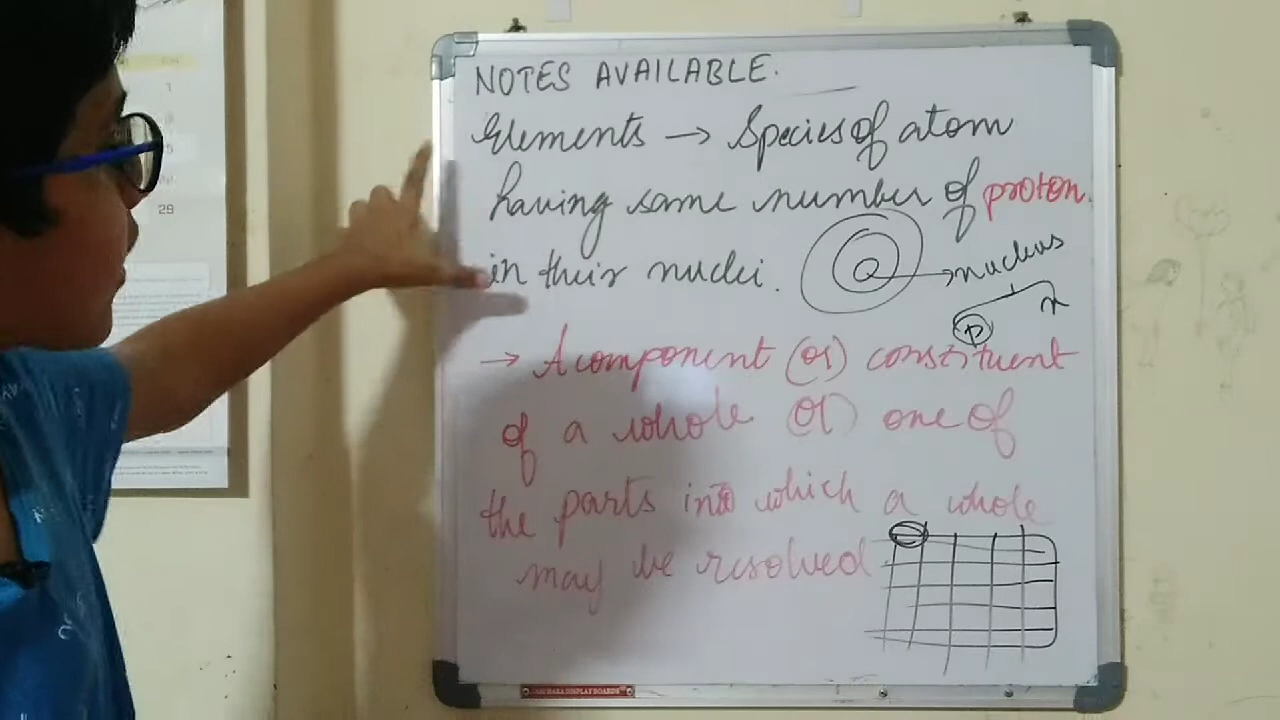 NOTES AVAILABLE.
Elements → Species of atom
having same number of proton.
in their nuclei.
→ nucleus
P n
→ A component (or) constituent
of a whole (or) one of
the parts into which a whole
may be resolved.
29